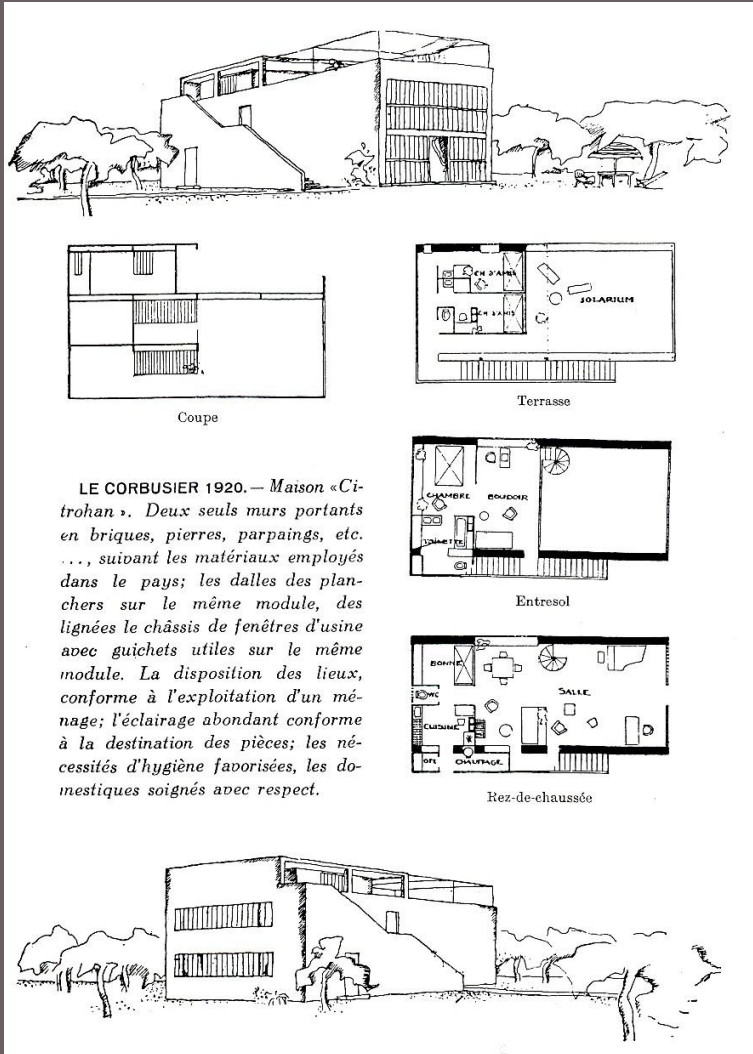 CH D'AMIS
SOLARIUM
CH D'AMIS
Coupe
Terrasse
LE CORBUSIER 1920.— Maison «Ci-
trohan». Deux seuls murs portants
en briques, pierres, parpaings, etc.
..., suivant les matériaux employés
dans le pays; les dalles des plan-
chers sur le même module, des
lignées le châssis de fenêtres d'usine
avec guichets utiles sur le même
module. La disposition des lieux,
conforme à l'exploitation d'un mé-
nage; l'éclairage abondant conforme
à la destination des pièces; les né-
cessités d'hygiène favorisées, les do-
mestiques soignés avec respect.
CHAMBRE BOUDOIR
TOILETTE
Entresol
BONNE
SALLE
WC
CUISINE
CHAUFFAGE
Rez-de-chaussée